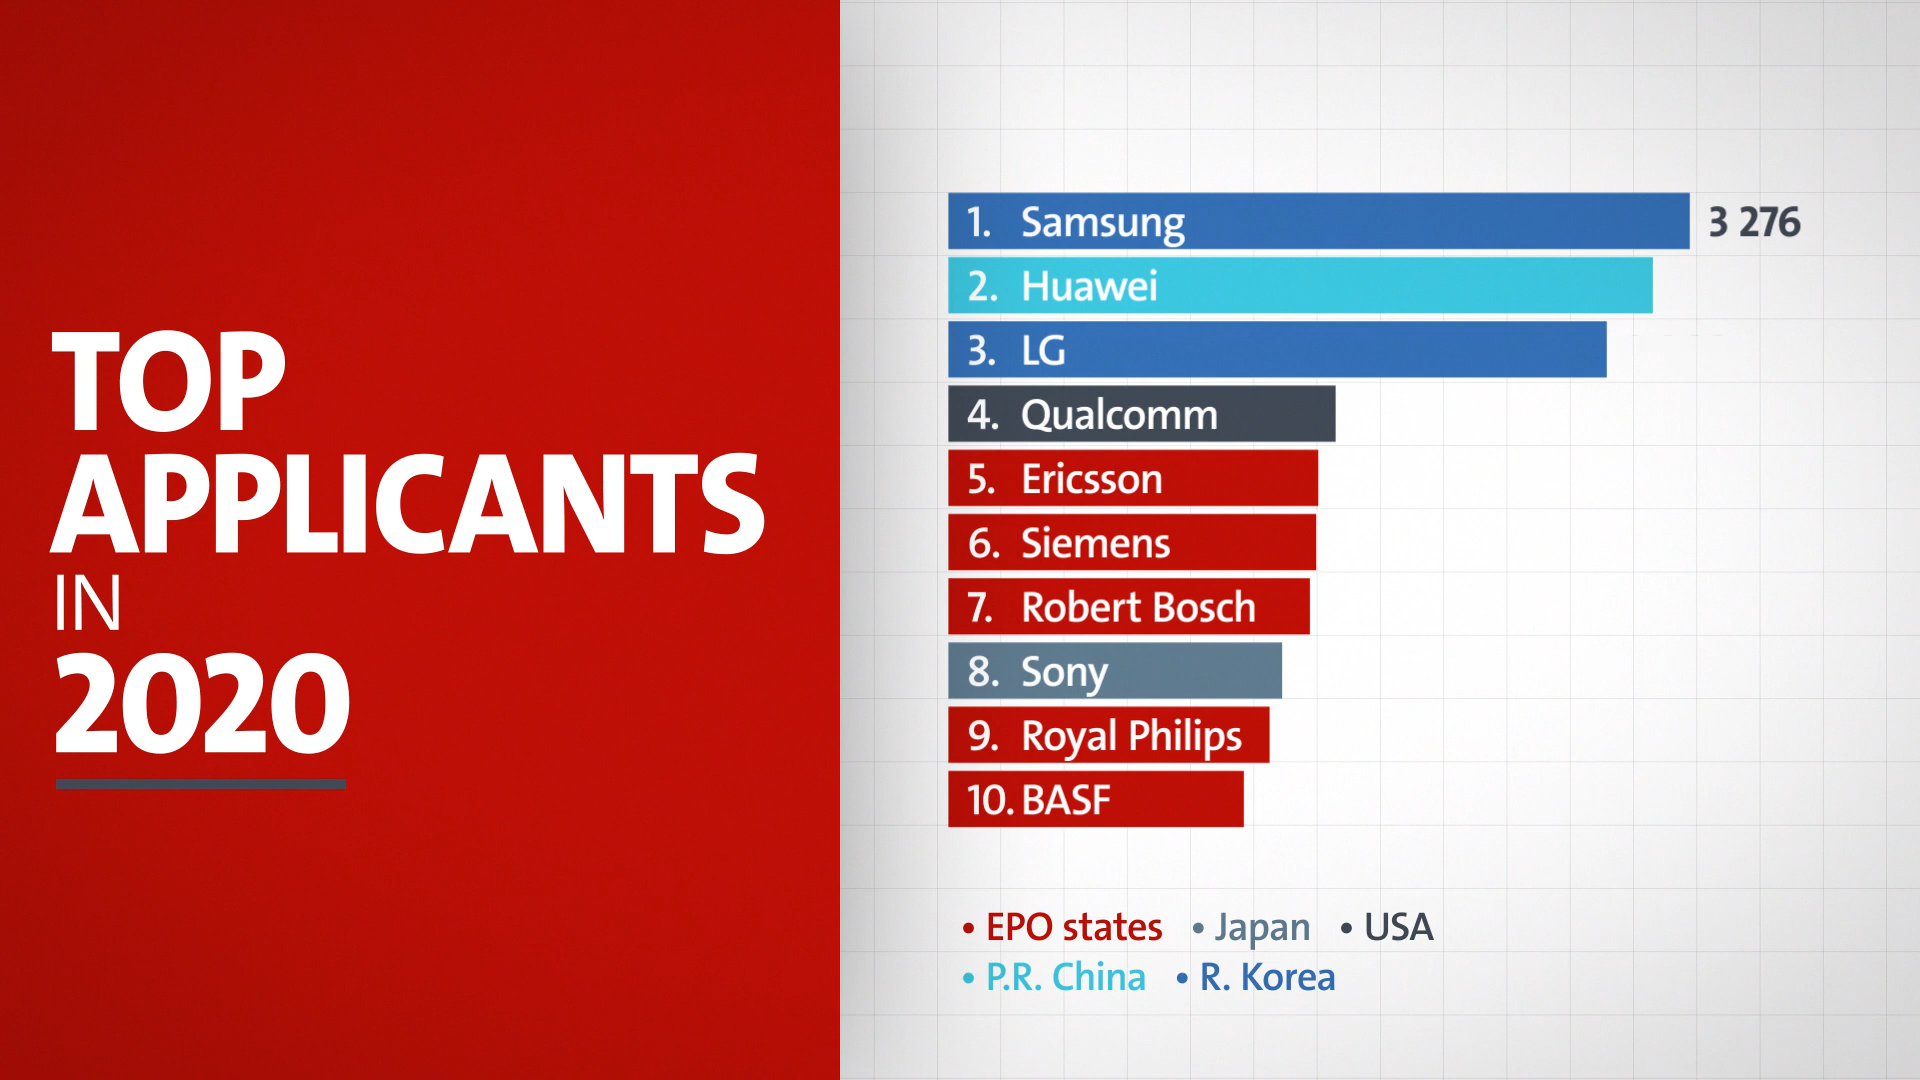 TOP
APPLICANTS
IN
2020
1. Samsung 3 276
2. Huawei
3. LG
4. Qualcomm
5. Ericsson
6. Siemens
7. Robert Bosch
8. Sony
9. Royal Philips
10. BASF
• EPO states • Japan • USA
• P.R. China • R. Korea